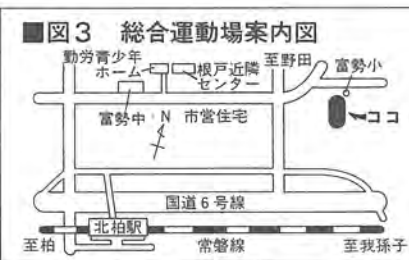 ■図3 総合運動場案内図
勤労青少年
ホーム
根戸近隣
センター
至野田
富勢小
富勢中
N
市営住宅
ココ
国道6号線
北柏駅
至柏
常磐線
至我孫子